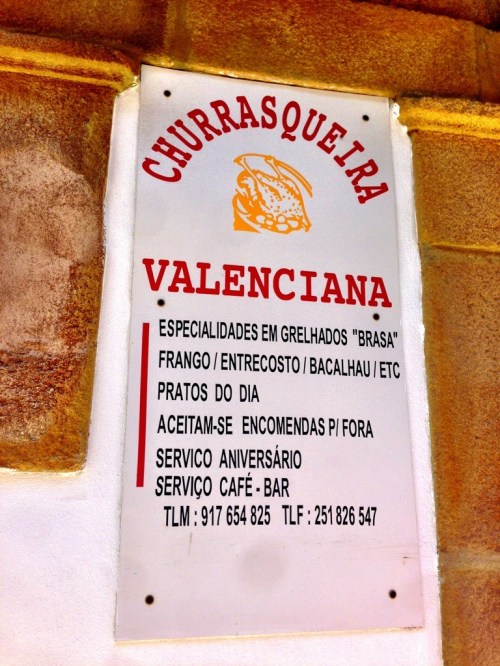 CHURRASQUEIRA
VALENCIANA
ESPECIALIDADES EM GRELHADOS "BRASA"
FRANGO / ENTRECOSTO / BACALHAU / ETC
PRATOS DO DIA
ACEITAM-SE ENCOMENDAS P/ FORA
SERVICO ANIVERSÁRIO
SERVIÇO CAFÉ - BAR
TLM : 917 654 825 TLF : 251 826 547